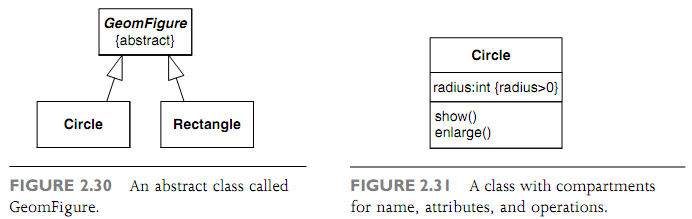 GeomFigure
{abstract}
Circle
Rectangle
FIGURE 2.30 An abstract class called
GeomFigure.
Circle
radius:int {radius>0}
show()
enlarge()
FIGURE 2.31 A class with compartments
for name, attributes, and operations.